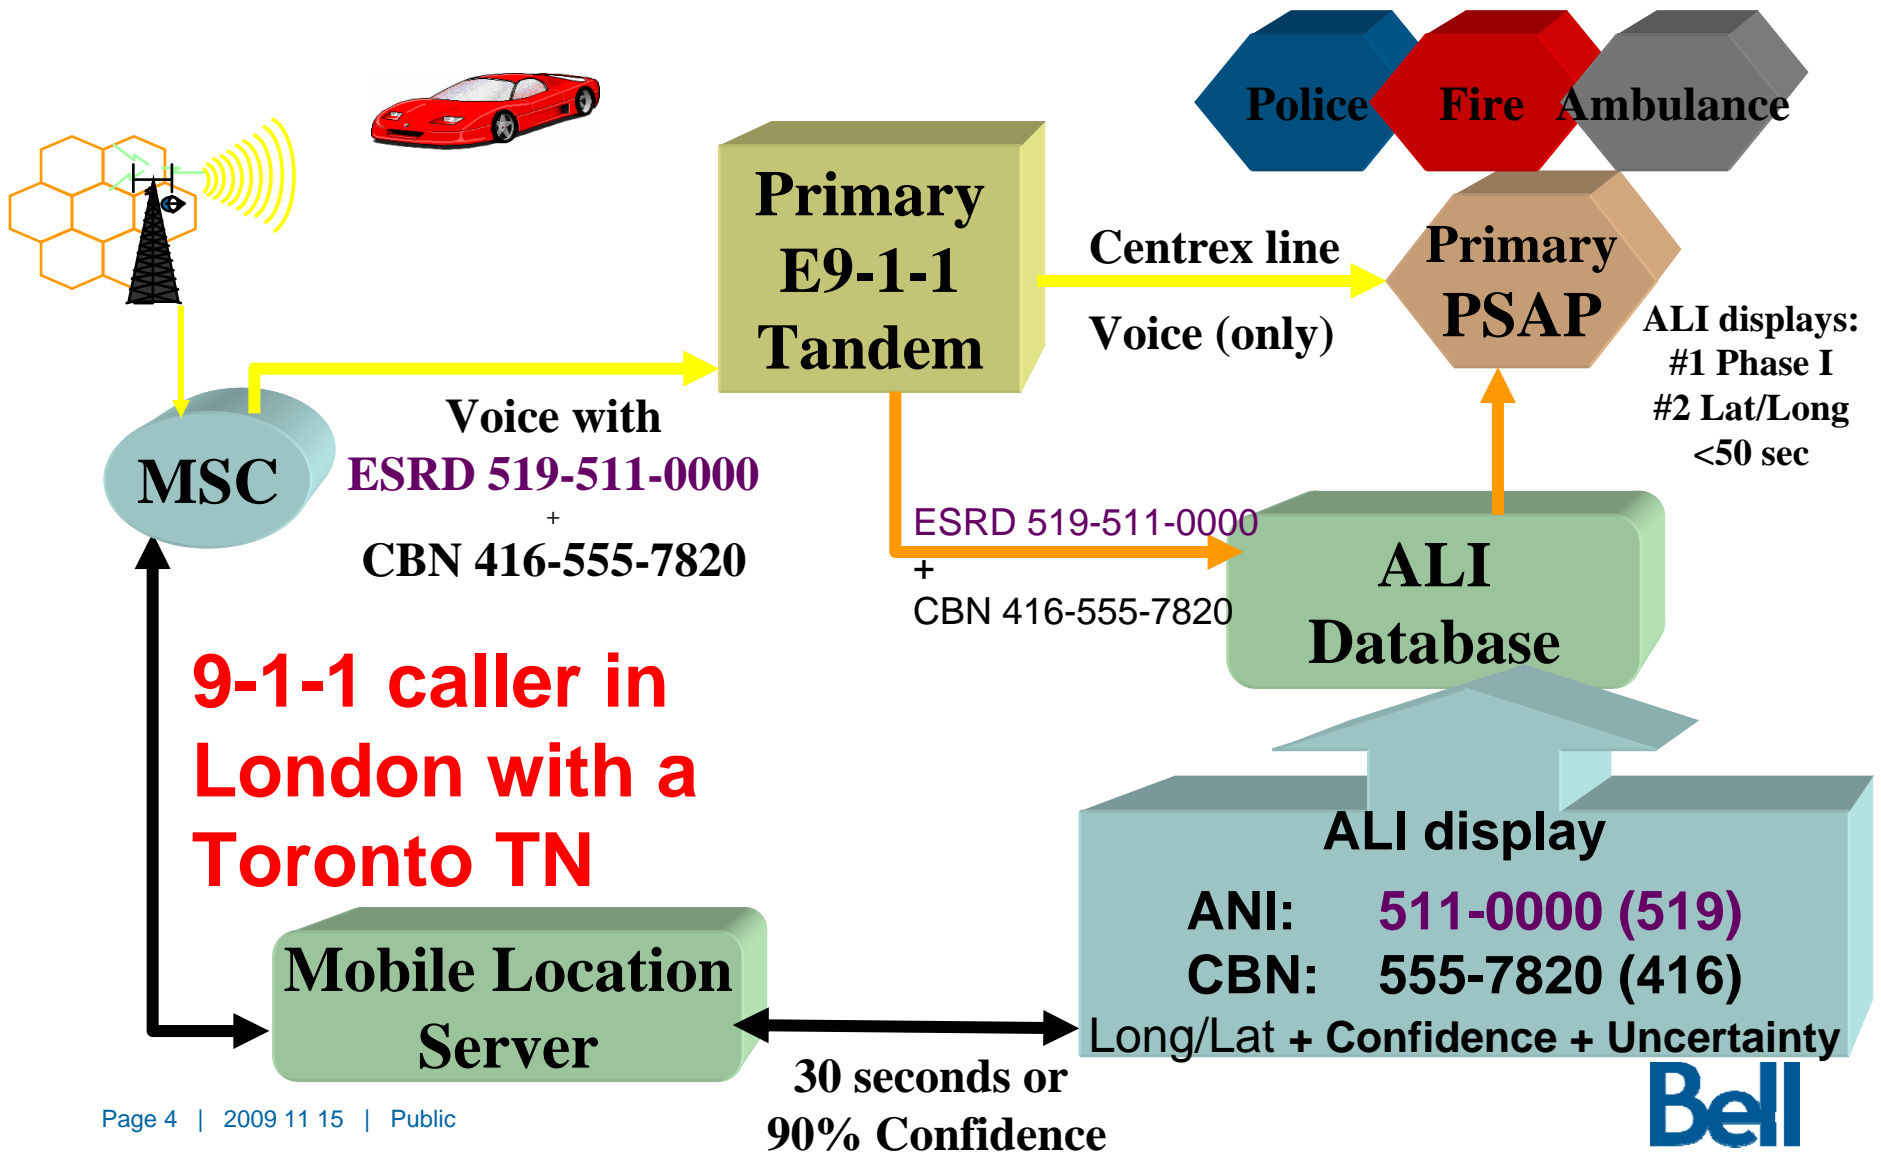 Police
Fire
Ambulance
Primary
E9-1-1
Tandem
Centrex line
Voice (only)
Primary
PSAP
ALI displays:
#1 Phase I
#2 Lat/Long
<50 sec
MSC
Voice with
ESRD 519-511-0000
+
CBN 416-555-7820
ESRD 519-511-0000
+
CBN 416-555-7820
ALI
Database
9-1-1 caller in
London with a
Toronto TN
ALI display
ANI: 511-0000 (519)
CBN: 555-7820 (416)
Long/Lat + Confidence + Uncertainty
Mobile Location
Server
30 seconds or
90% Confidence
Page 4 | 2009 11 15 | Public
Bell